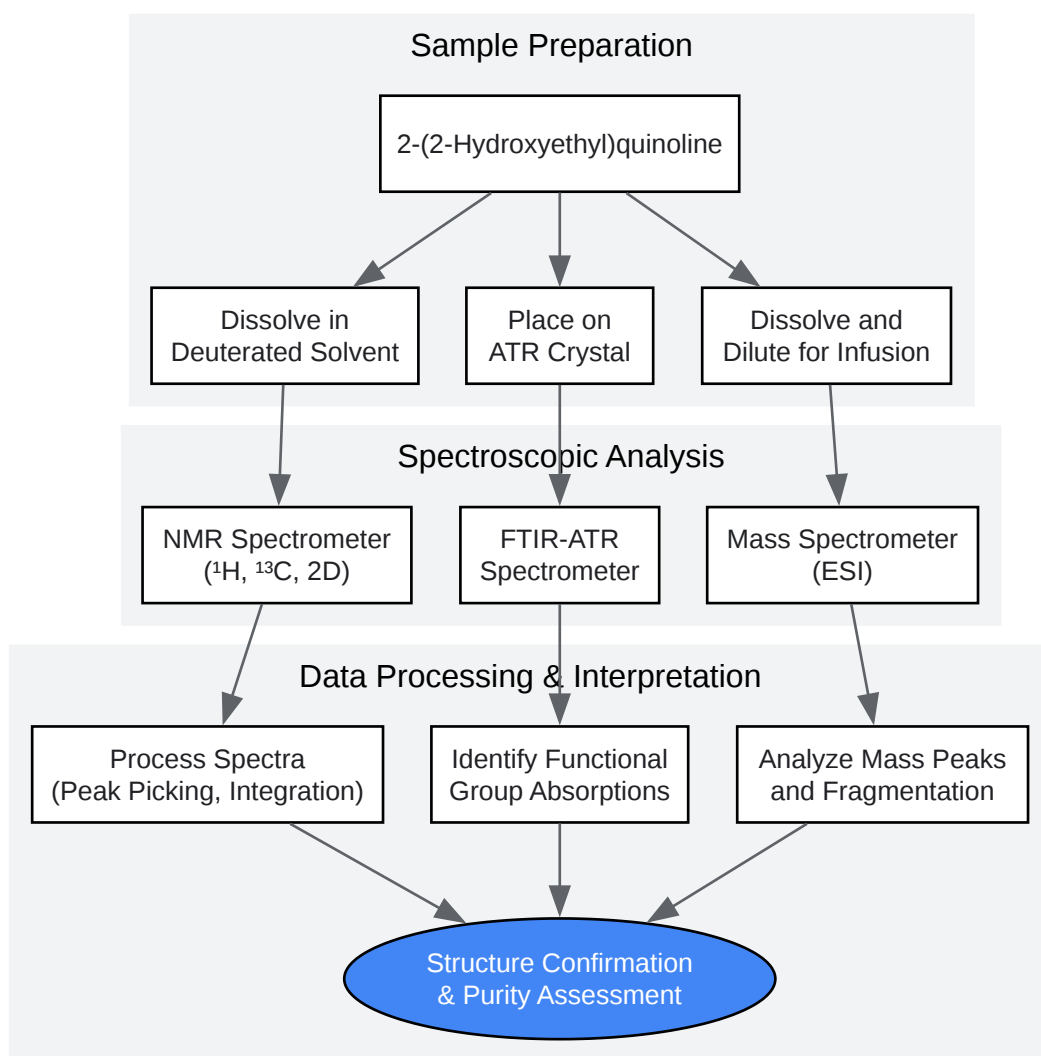 Sample Preparation
2-(2-Hydroxyethyl)quinoline
Dissolve in
Deuterated Solvent
Place on
ATR Crystal
Dissolve and
Dilute for Infusion
Spectroscopic Analysis
NMR Spectrometer
(¹H, ¹³C, 2D)
FTIR-ATR
Spectrometer
Mass Spectrometer
(ESI)
Data Processing & Interpretation
Process Spectra
(Peak Picking, Integration)
Identify Functional
Group Absorptions
Analyze Mass Peaks
and Fragmentation
Structure Confirmation
& Purity Assessment